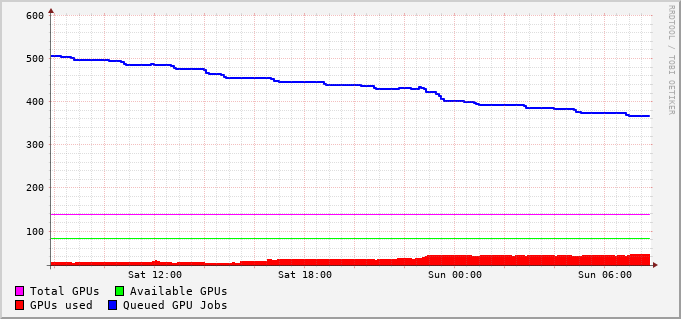 600
500
400
300
200
100
Sat 12:00 Sat 18:00 Sun 00:00 Sun 06:00
Total GPUs Available GPUs
GPUs used Queued GPU Jobs
RRDTOOL / TOBI OETIKER